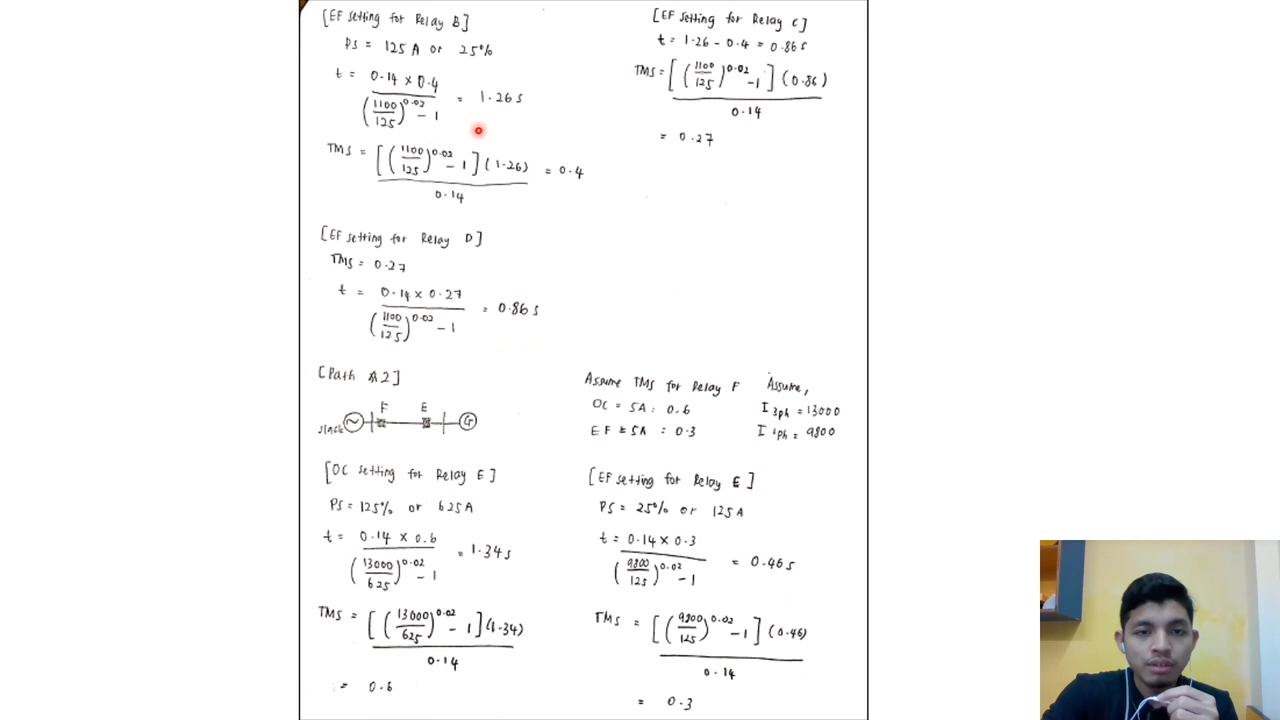 [EF setting for Relay B]
PS = 125 A or 25%
t = 0.14 × 0.4 / (1100/125)^0.02 - 1 = 1.26 s
TMS = [(1100/125)^0.02 - 1](1.26) / 0.14 = 0.4
[EF setting for Relay C]
t = 1.26 - 0.4 = 0.86 s
TMS = [(1100/125)^0.02 - 1](0.86) / 0.14
= 0.27
[EF setting for Relay D]
TMS = 0.27
t = 0.14 × 0.27 / (1100/125)^0.02 - 1 = 0.86 s
[Path 2]
F E
slack G
Assume TMS for Relay F
OC = 5A : 0.6
EF = 5A : 0.3
Assume,
I 3ph = 13000
I 1ph = 9800
[OC setting for Relay E]
PS = 125% or 625A
t = 0.14 × 0.6 / (13000/625)^0.02 - 1 = 1.34 s
TMS = [(13000/625)^0.02 - 1](1.34) / 0.14
= 0.6
[EF setting for Relay E]
PS = 25% or 125A
t = 0.14 × 0.3 / (9800/125)^0.02 - 1 = 0.46 s
TMS = [(9800/125)^0.02 - 1](0.46) / 0.14
= 0.3